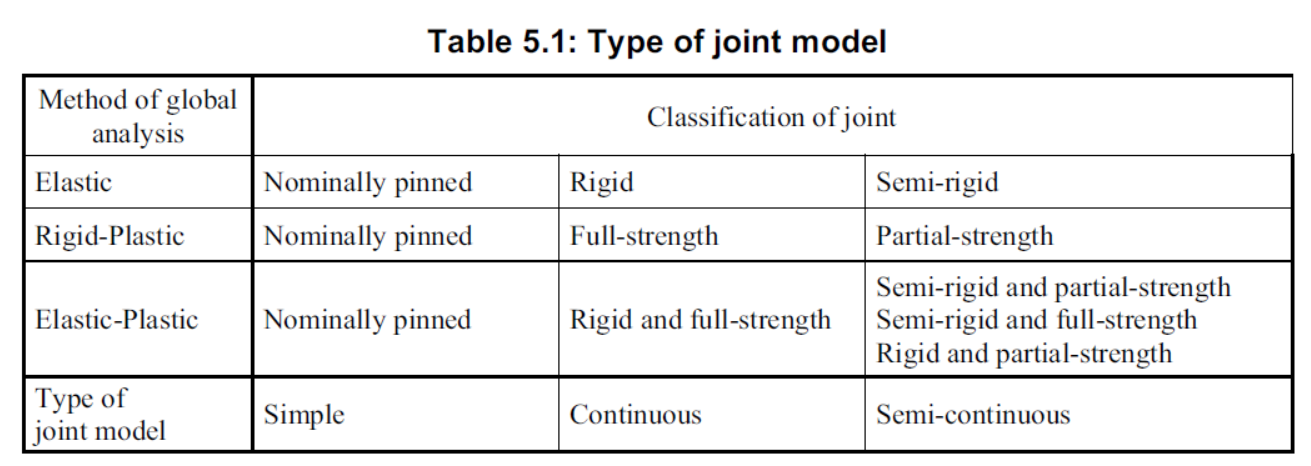 Table 5.1: Type of joint model
Method of global
analysis
Classification of joint
Elastic
Nominally pinned
Rigid
Semi-rigid
Rigid-Plastic
Nominally pinned
Full-strength
Partial-strength
Elastic-Plastic
Nominally pinned
Rigid and full-strength
Semi-rigid and partial-strength
Semi-rigid and full-strength
Rigid and partial-strength
Type of
joint model
Simple
Continuous
Semi-continuous